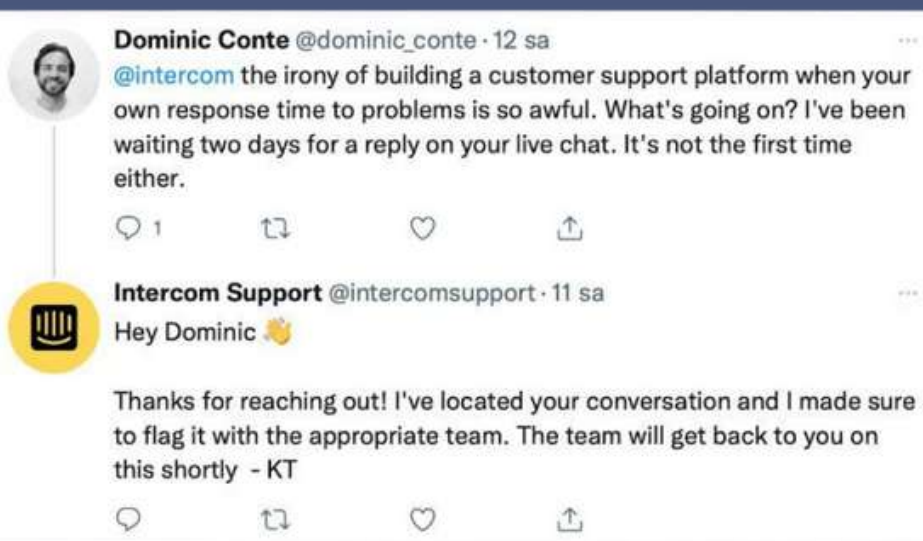 Dominic Conte @dominic_conte · 12 sa
@intercom the irony of building a customer support platform when your
own response time to problems is so awful. What's going on? I've been
waiting two days for a reply on your live chat. It's not the first time
either.
1
Intercom Support @intercomsupport · 11 sa
Hey Dominic 👋
Thanks for reaching out! I've located your conversation and I made sure
to flag it with the appropriate team. The team will get back to you on
this shortly - KT